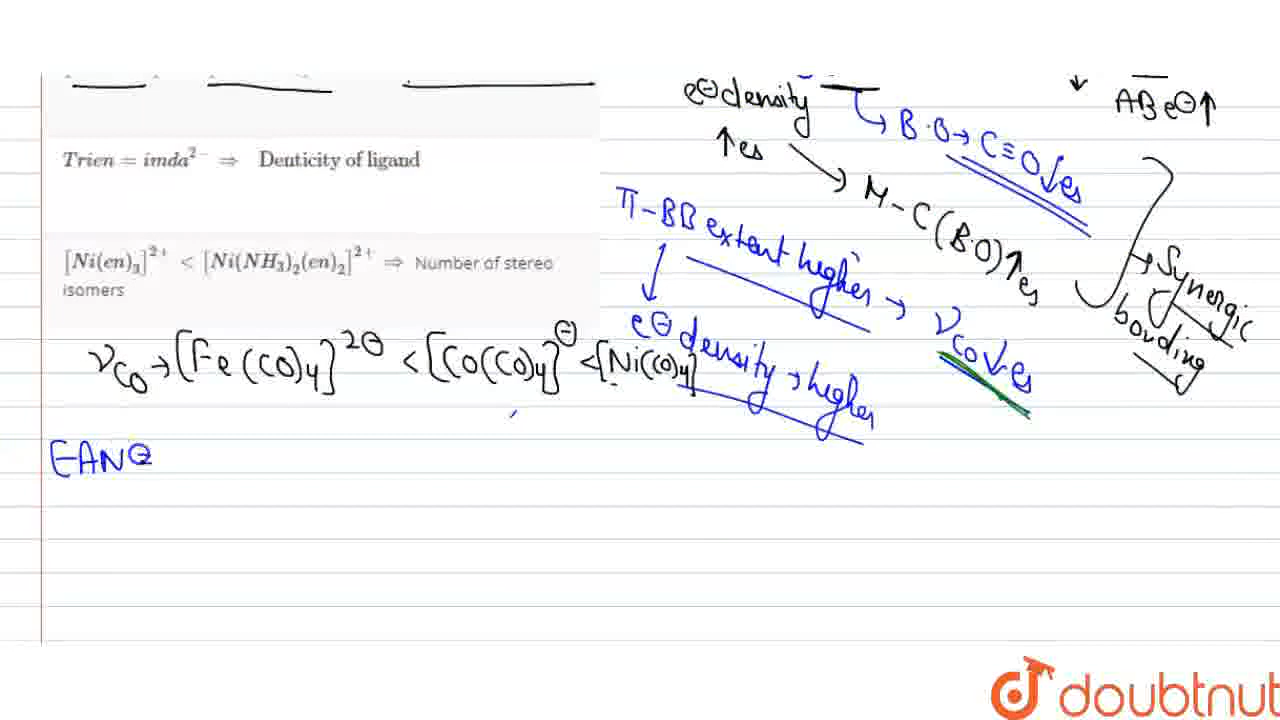 Trien = imda²⁻ ⇒ Denticity of ligand
[Ni(en)₃]²⁺ < [Ni(NH₃)₂(en)₂]²⁺ ⇒ Number of stereo
isomers
ν_CO → [Fe(CO)₄]²⊖ < [Co(CO)₄]⊖ < [Ni(CO)₄]
EAN
e⊖ density
↑es
↓
ABe⊖↑
B.O → C≡O↓es
M-C(B.O)↑es
π-BB extent higher → ν_CO↓es
e⊖ density → higher
→ Synergic
bonding
doubtnut